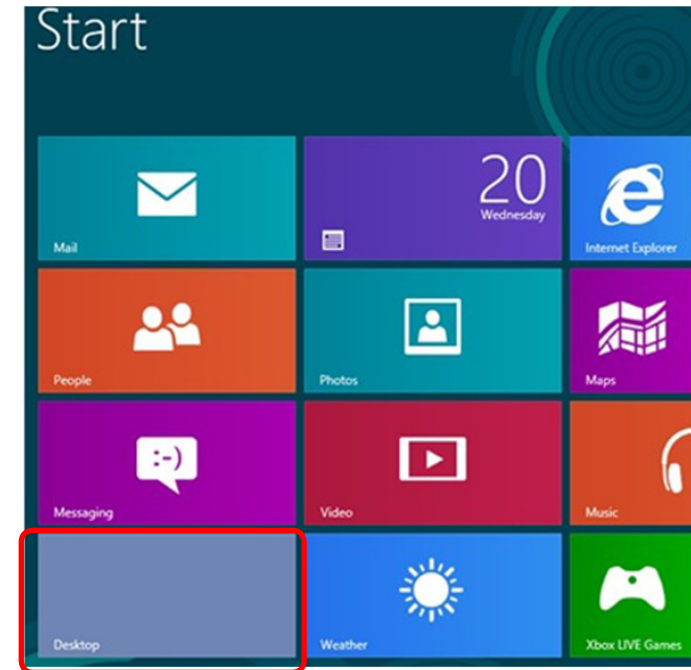 Start
Mail
20
Wednesday
Internet Explorer
People
Photos
Maps
:-)
Messaging
Video
Music
Desktop
Weather
Xbox LIVE Games